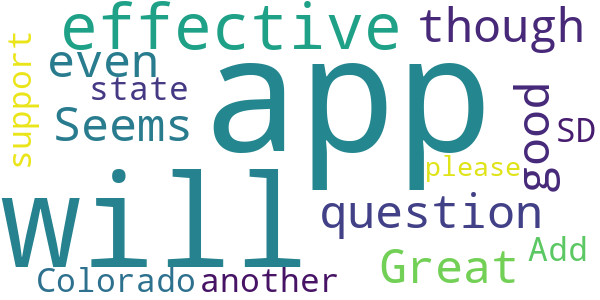 effective
though
support
even
app
state
Seems
good
SD
please
will
question
Great
Add
Colorado
another